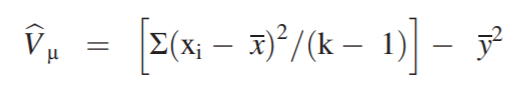 V̂μ = [Σ(xᵢ − x̄)²/(k − 1)] − ȳ²